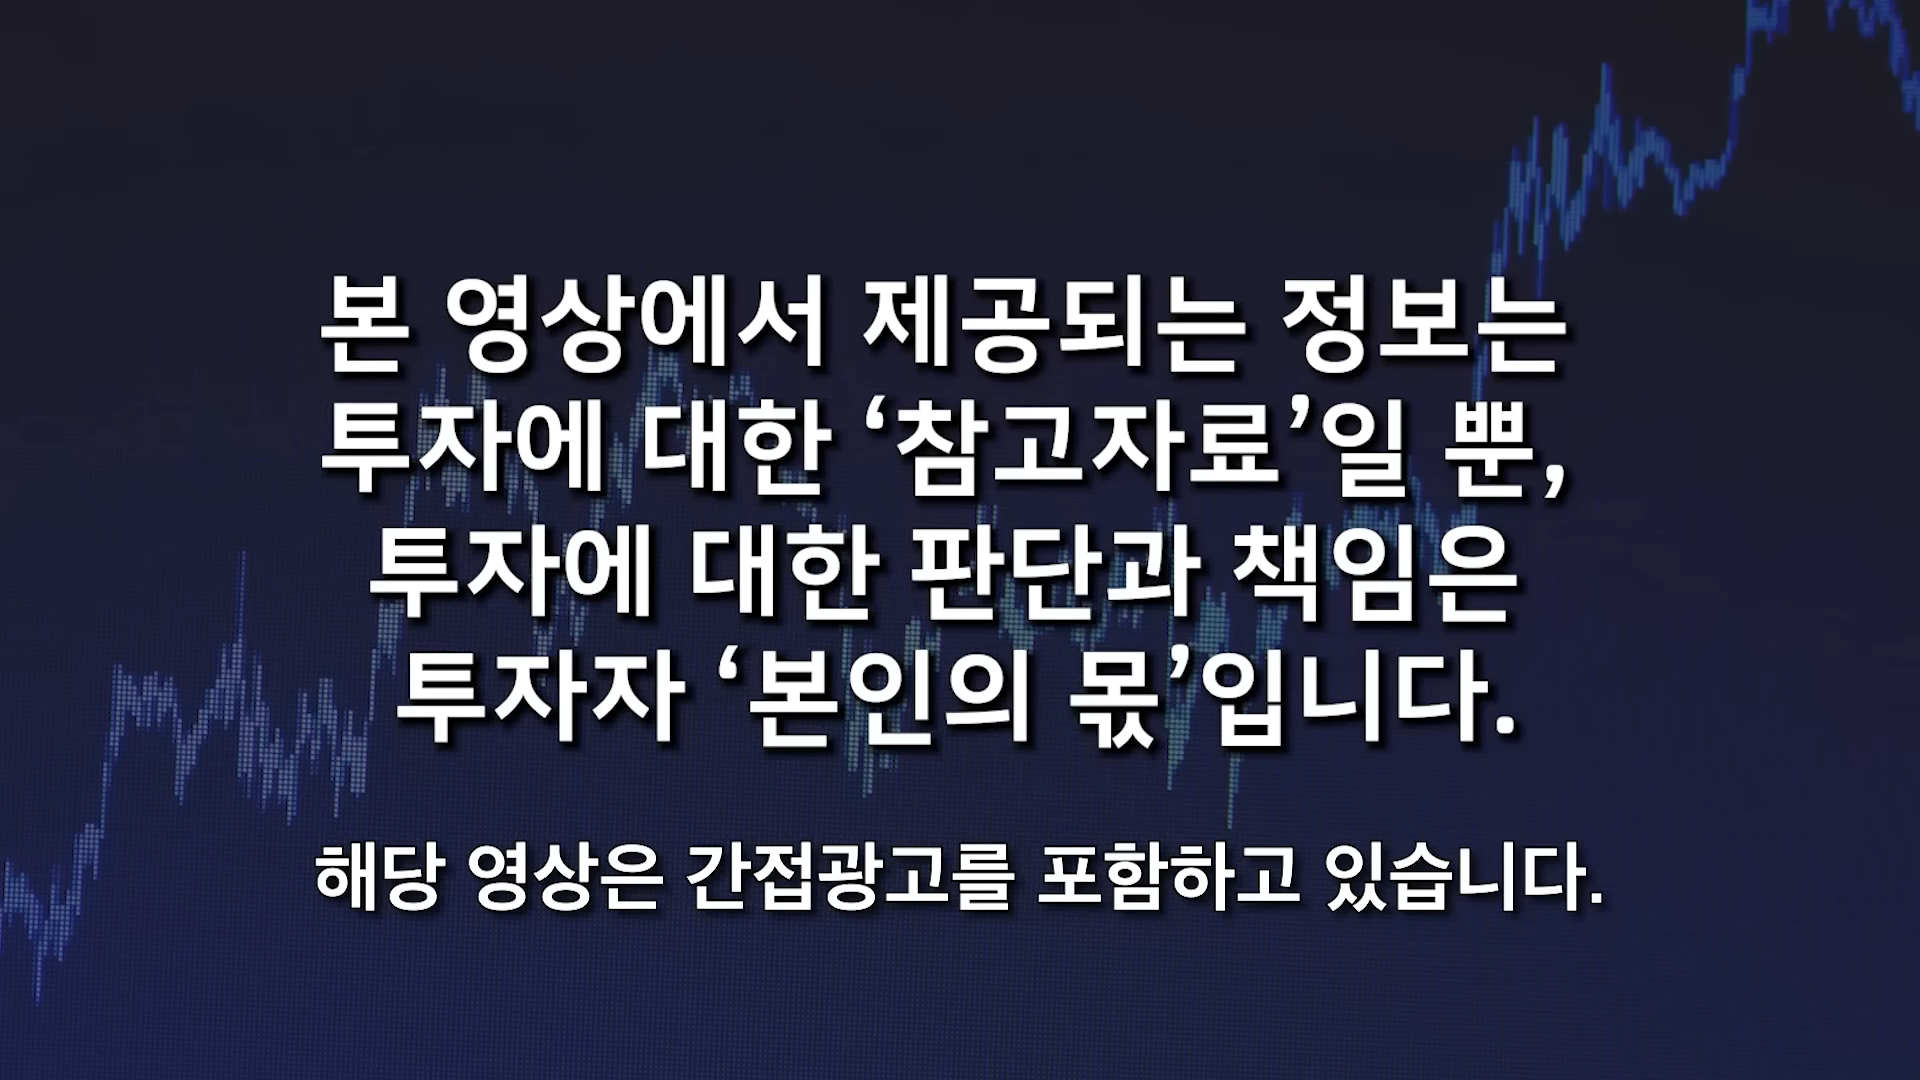 본 영상에서 제공되는 정보는
투자에 대한 ‘참고자료’일 뿐,
투자에 대한 판단과 책임은
투자자 ‘본인의 몫’입니다.
해당 영상은 간접광고를 포함하고 있습니다.